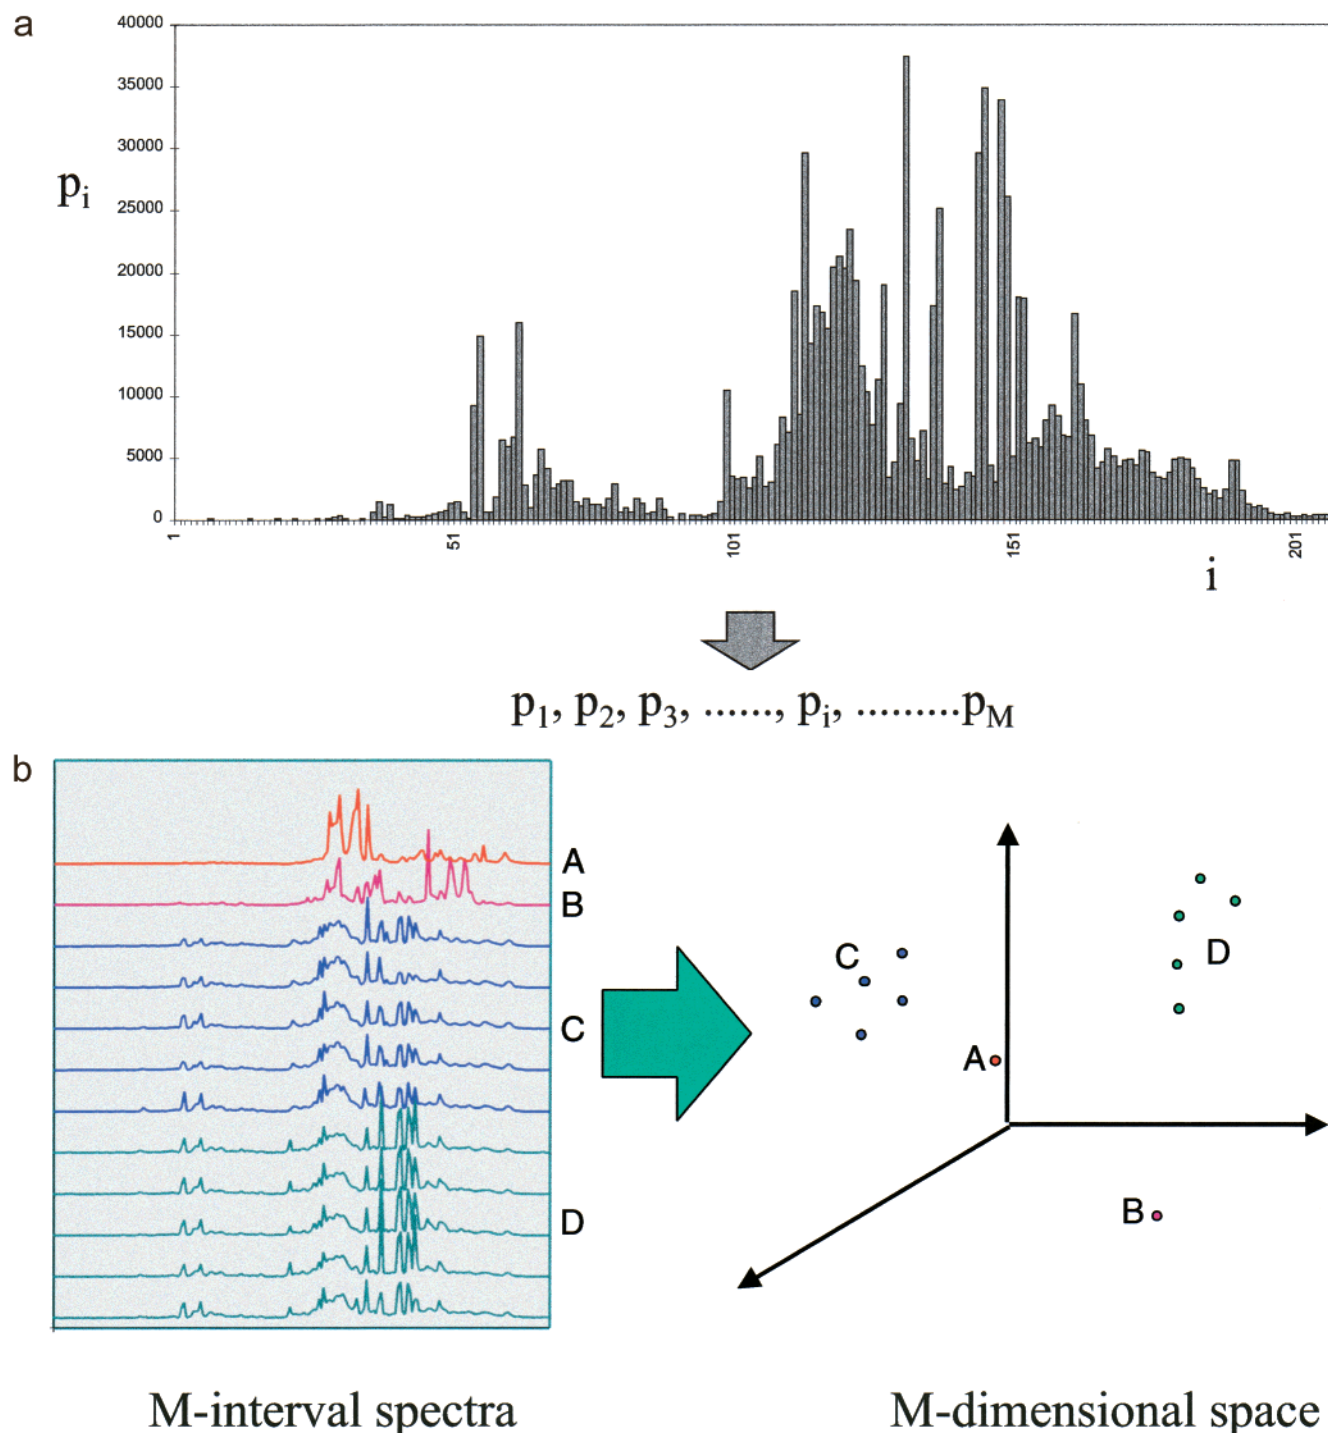 a
40000
35000
30000
25000
20000
15000
10000
5000
0
pi
1
51
101
151
201
i
p1, p2, p3, ......, pi, .........pM
b
A
B
C
D
C
D
A
B
M-interval spectra
M-dimensional space